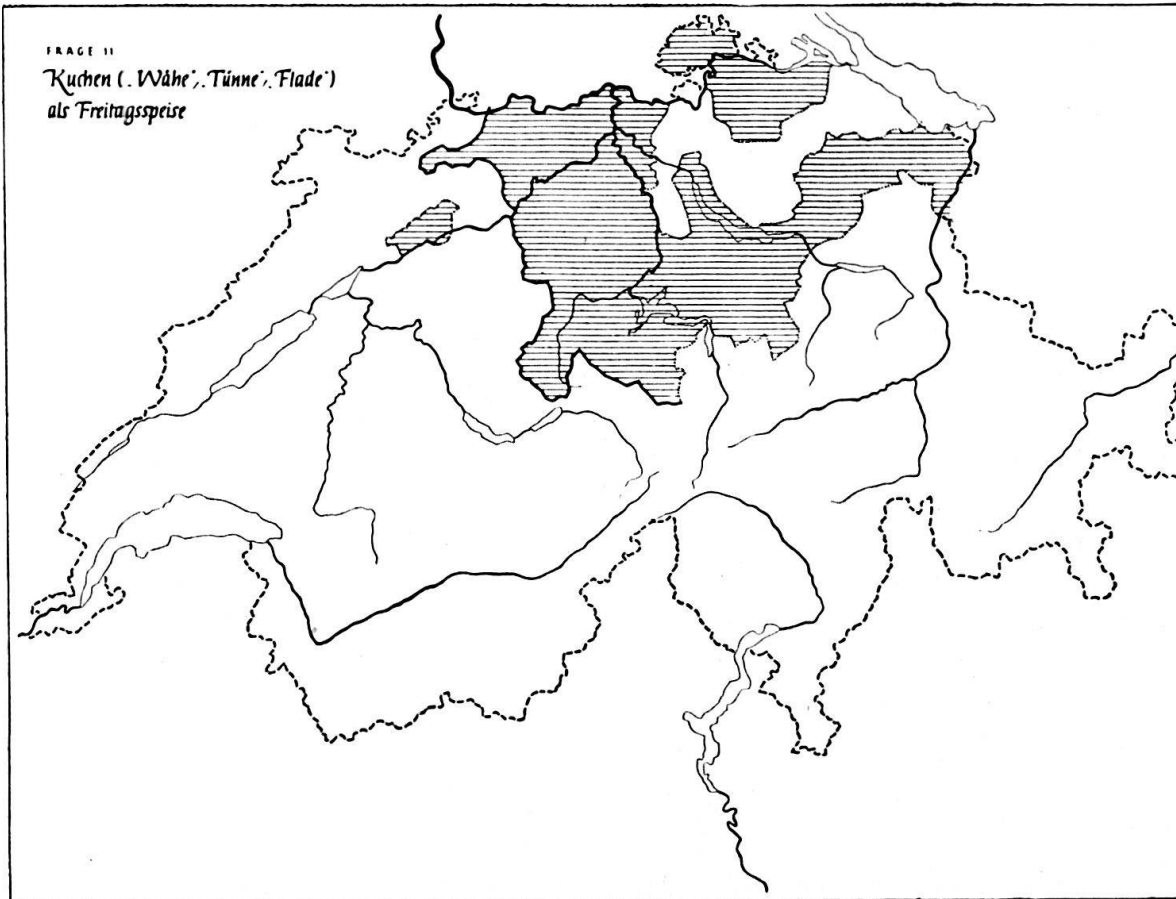 FRAGE 11
Kuchen („Wähe“, „Tünne“, „Flade“)
als Freitagsspeise